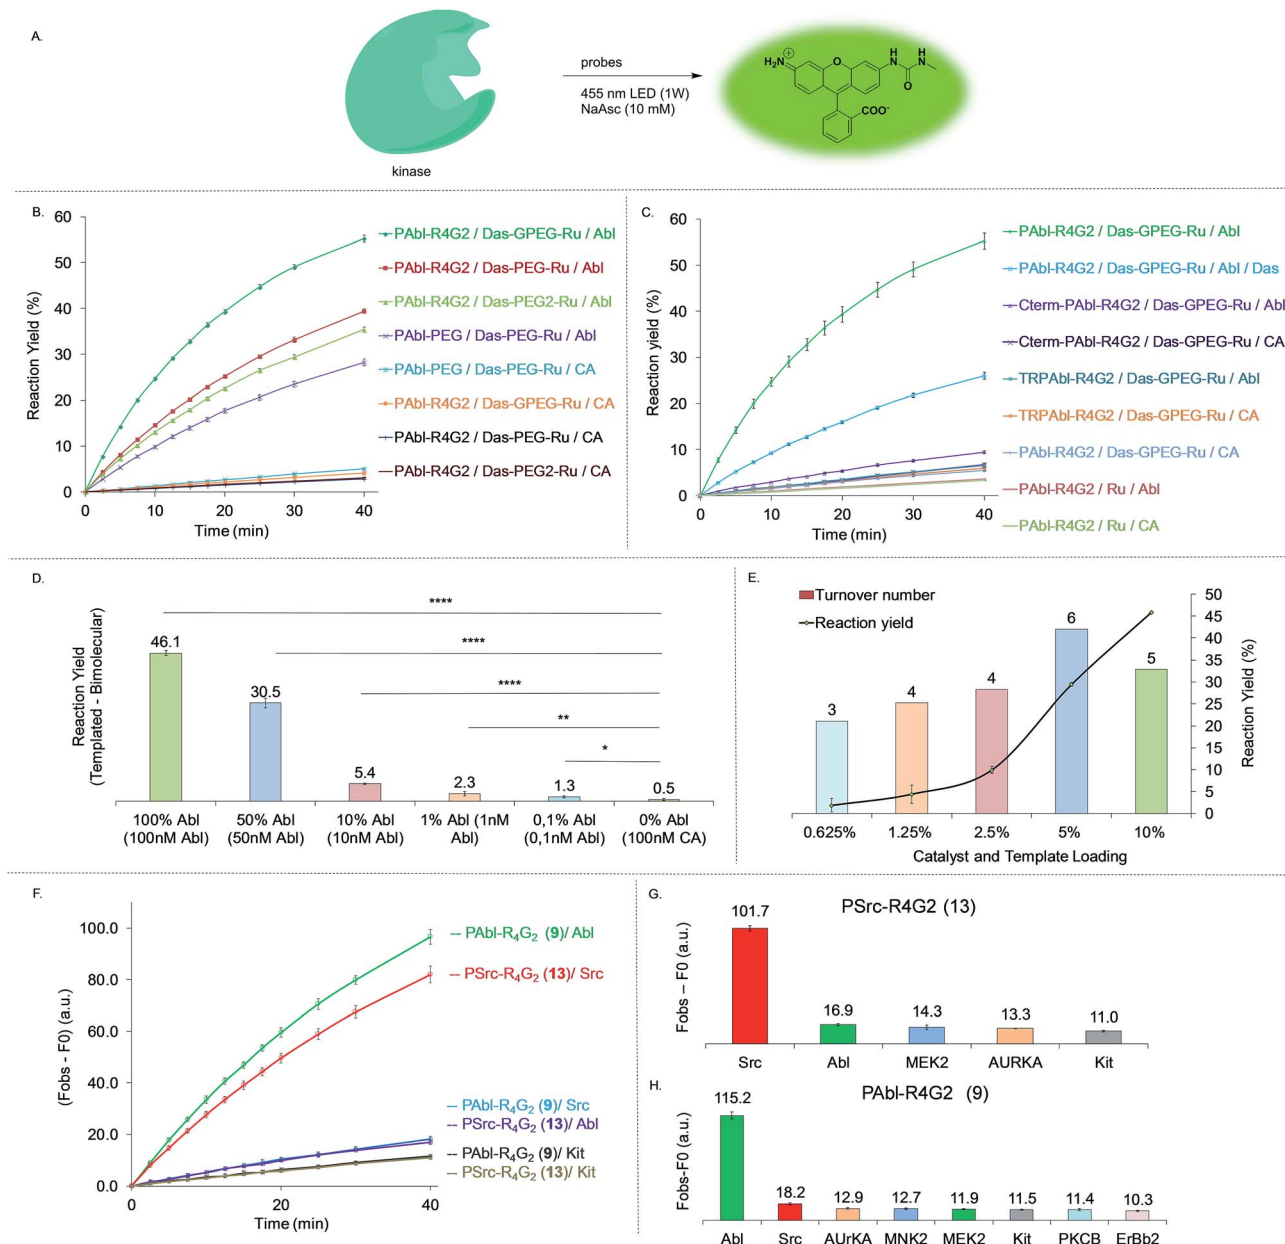 A.
kinase
probes
455 nm LED (1W)
NaAsc (10 mM)
H₂N
⊕
O
H
N
H
N
O
COO⁻
B.
Reaction Yield (%)
60
50
40
30
20
10
0
0
10
20
30
40
Time (min)
PAbl-R4G2 / Das-GPEG-Ru / Abl
PAbl-R4G2 / Das-PEG-Ru / Abl
PAbl-R4G2 / Das-PEG2-Ru / Abl
PAbl-PEG / Das-PEG-Ru / Abl
PAbl-PEG / Das-PEG-Ru / CA
PAbl-R4G2 / Das-GPEG-Ru / CA
PAbl-R4G2 / Das-PEG-Ru / CA
PAbl-R4G2 / Das-PEG2-Ru / CA
C.
Reaction yield (%)
60
50
40
30
20
10
0
0
10
20
30
40
Time (min)
PAbl-R4G2 / Das-GPEG-Ru / Abl
PAbl-R4G2 / Das-GPEG-Ru / Abl / Das
Cterm-PAbl-R4G2 / Das-GPEG-Ru / Abl
Cterm-PAbl-R4G2 / Das-GPEG-Ru / CA
TRPAbl-R4G2 / Das-GPEG-Ru / Abl
TRPAbl-R4G2 / Das-GPEG-Ru / CA
PAbl-R4G2 / Das-GPEG-Ru / CA
PAbl-R4G2 / Ru / Abl
PAbl-R4G2 / Ru / CA
D.
Reaction Yield
(Templated - Bimolecular)
****
****
****
**
*
46.1
30.5
5.4
2.3
1.3
0.5
100% Abl
(100nM Abl)
50% Abl
(50nM Abl)
10% Abl
(10nM Abl)
1% Abl (1nM
Abl)
0,1% Abl
(0,1nM Abl)
0% Abl
(100nM CA)
E.
Turnover number
Reaction yield
3
4
4
6
5
50
45
40
35
30
25
20
15
10
5
0
Reaction Yield (%)
0.625%
1.25%
2.5%
5%
10%
Catalyst and Template Loading
F.
(Fobs - F0) (a.u.)
100.0
80.0
60.0
40.0
20.0
0.0
0
20
40
Time (min)
-- PAbl-R₄G₂ (9)/ Abl
-- PSrc-R₄G₂ (13)/ Src
-- PAbl-R₄G₂ (9)/ Src
-- PSrc-R₄G₂ (13)/ Abl
-- PAbl-R₄G₂ (9)/ Kit
-- PSrc-R₄G₂ (13)/ Kit
G.
PSrc-R4G2 (13)
Fobs – F0 (a.u.)
101.7
16.9
14.3
13.3
11.0
Src
Abl
MEK2
AURKA
Kit
H.
PAbl-R4G2 (9)
Fobs-F0 (a.u.)
115.2
18.2
12.9
12.7
11.9
11.5
11.4
10.3
Abl
Src
AUrKA
MNK2
MEK2
Kit
PKCB
ErBb2